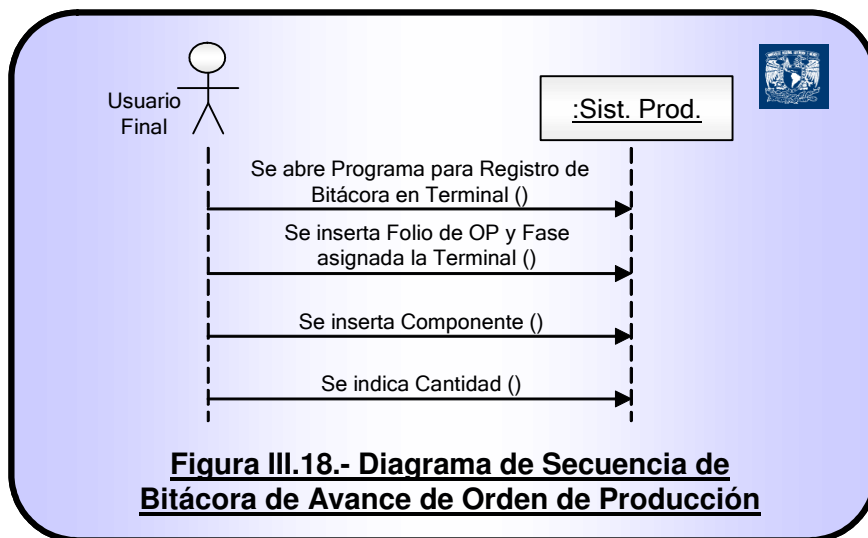 Usuario
Final
:Sist. Prod.
Se abre Programa para Registro de
Bitácora en Terminal ()
Se inserta Folio de OP y Fase
asignada la Terminal ()
Se inserta Componente ()
Se indica Cantidad ()
Figura III.18.- Diagrama de Secuencia de
Bitácora de Avance de Orden de Producción